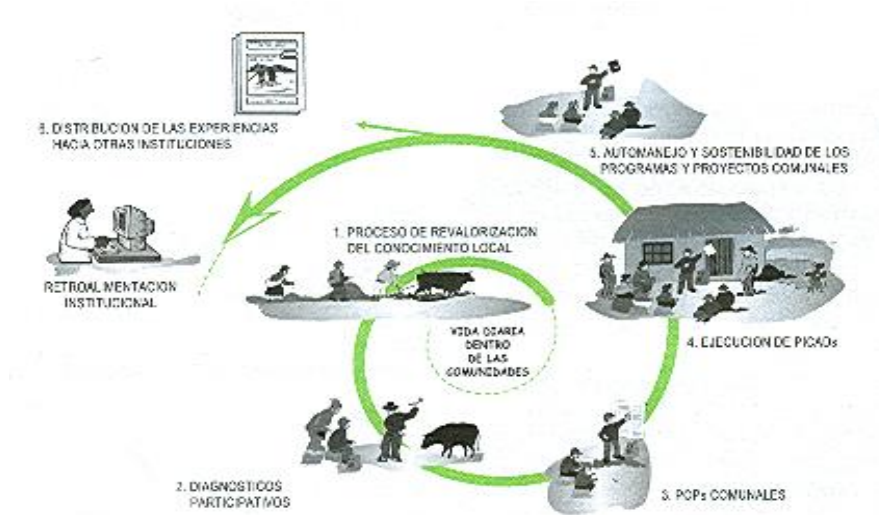 6. DISTRIBUCION DE LAS EXPERIENCIAS
HACIA OTRAS INSTITUCIONES
5. AUTOMANEJO Y SOSTENIBILIDAD DE LOS
PROGRAMAS Y PROYECTOS COMUNALES
1. PROCESO DE REVALORIZACION
DEL CONOCIMIENTO LOCAL
RETROALIMENTACION
INSTITUCIONAL
VIDA DIARIA
DENTRO
DE LAS
COMUNIDADES
4. EJECUCION DE PICADs
2. DIAGNOSTICOS
PARTICIPATIVOS
3. POPs COMUNALES